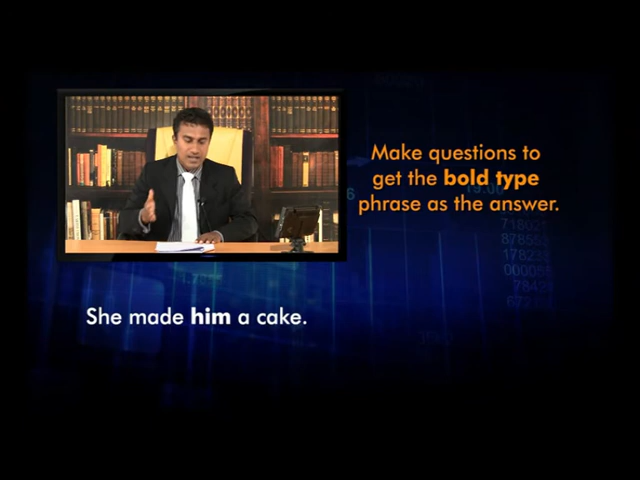 Make questions to
get the bold type
phrase as the answer.
She made him a cake.